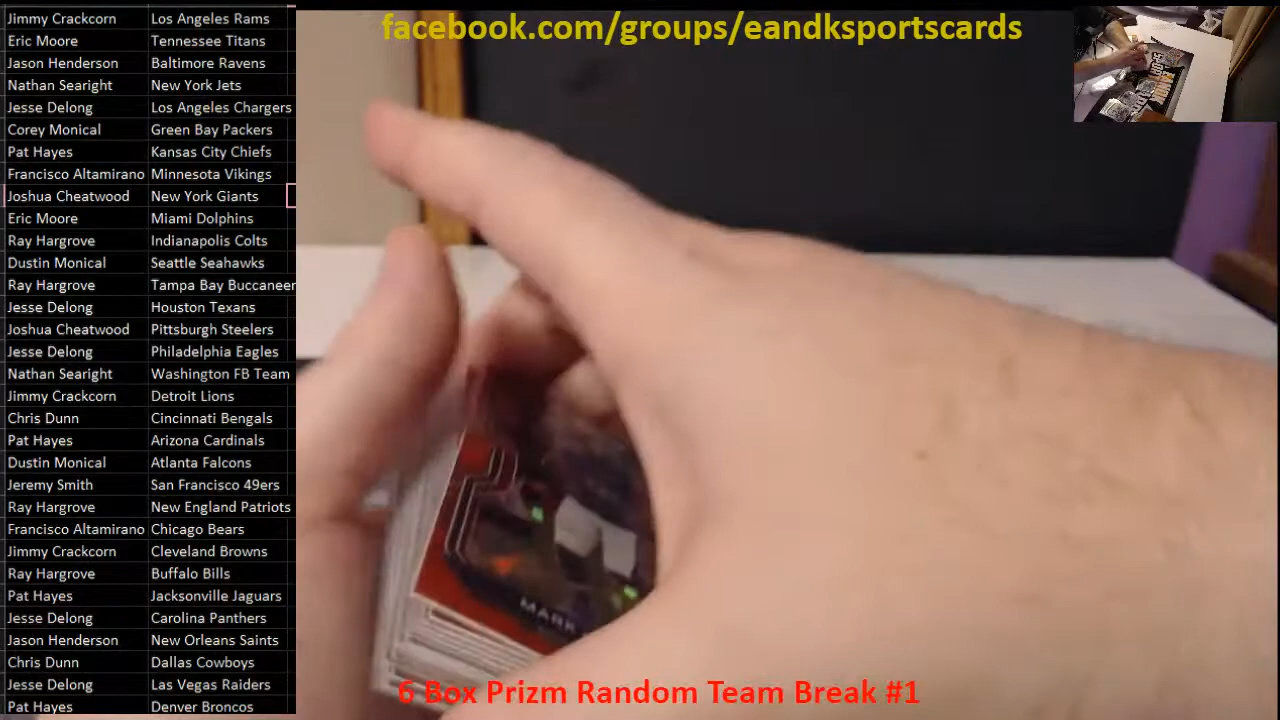 facebook.com/groups/eandksportscards
Jimmy Crackcorn Los Angeles Rams
Eric Moore Tennessee Titans
Jason Henderson Baltimore Ravens
Nathan Searight New York Jets
Jesse Delong Los Angeles Chargers
Corey Monical Green Bay Packers
Pat Hayes Kansas City Chiefs
Francisco Altamirano Minnesota Vikings
Joshua Cheatwood New York Giants
Eric Moore Miami Dolphins
Ray Hargrove Indianapolis Colts
Dustin Monical Seattle Seahawks
Ray Hargrove Tampa Bay Buccaneer
Jesse Delong Houston Texans
Joshua Cheatwood Pittsburgh Steelers
Jesse Delong Philadelphia Eagles
Nathan Searight Washington FB Team
Jimmy Crackcorn Detroit Lions
Chris Dunn Cincinnati Bengals
Pat Hayes Arizona Cardinals
Dustin Monical Atlanta Falcons
Jeremy Smith San Francisco 49ers
Ray Hargrove New England Patriots
Francisco Altamirano Chicago Bears
Jimmy Crackcorn Cleveland Browns
Ray Hargrove Buffalo Bills
Pat Hayes Jacksonville Jaguars
Jesse Delong Carolina Panthers
Jason Henderson New Orleans Saints
Chris Dunn Dallas Cowboys
Jesse Delong Las Vegas Raiders
Pat Hayes Denver Broncos
MARK
6 Box Prizm Random Team Break #1